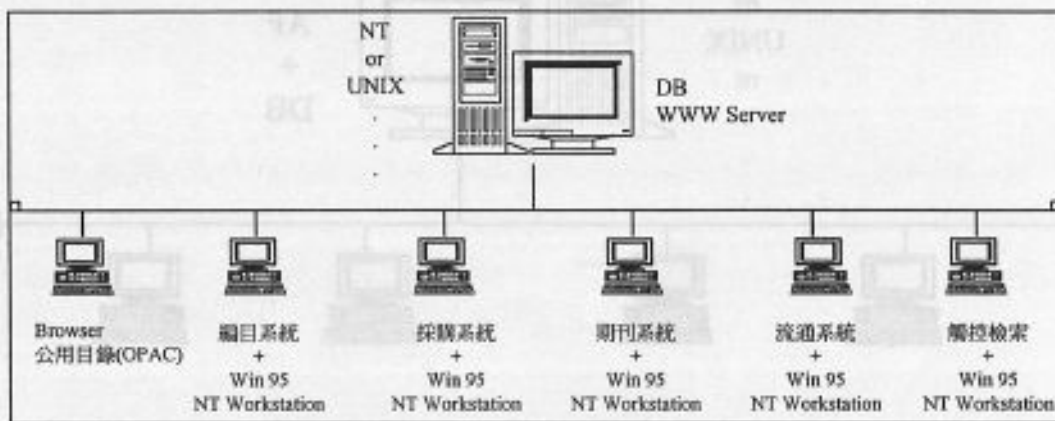 NT
or
UNIX
DB
WWW Server
Browser
公用目錄(OPAC)
編目系統
+
Win 95
NT Workstation
採購系統
+
Win 95
NT Workstation
期刊系統
+
Win 95
NT Workstation
流通系統
+
Win 95
NT Workstation
觸控檢索
+
Win 95
NT Workstation